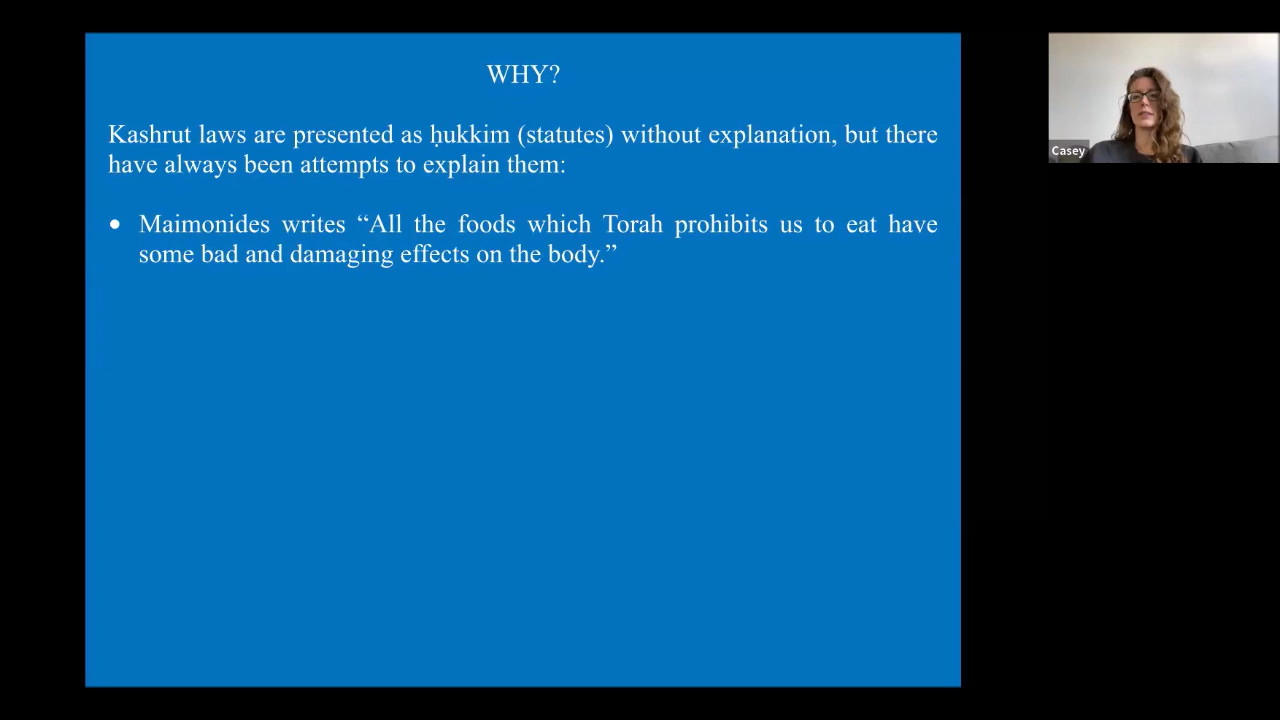 WHY?
Kashrut laws are presented as ḥukkim (statutes) without explanation, but there
have always been attempts to explain them:
• Maimonides writes “All the foods which Torah prohibits us to eat have
some bad and damaging effects on the body.”
Casey